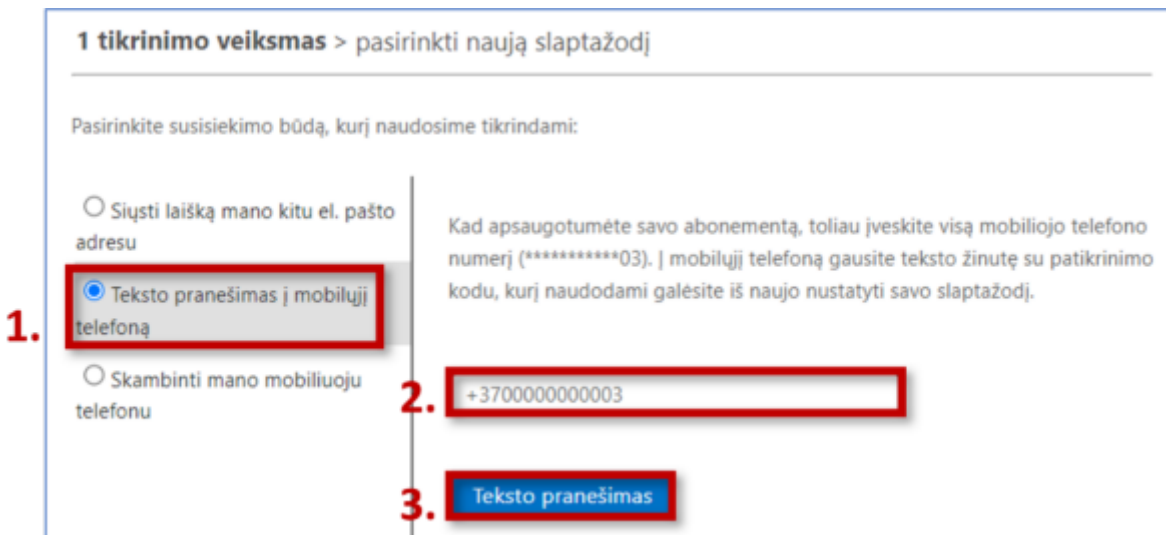 1 tikrinimo veiksmas > pasirinkti naują slaptažodį
Pasirinkite susisiekimo būdą, kurį naudosime tikrindami:
Siųsti laišką mano kitu el. pašto
adresu
1.
Teksto pranešimas į mobilųjį
telefoną
Skambinti mano mobiliuoju
telefonu
Kad apsaugotumėte savo abonementą, toliau įveskite visą mobiliojo telefono
numerį (***********03). Į mobilųjį telefoną gausite teksto žinutę su patikrinimo
kodu, kurį naudodami galėsite iš naujo nustatyti savo slaptažodį.
2.
+3700000000003
3.
Teksto pranešimas